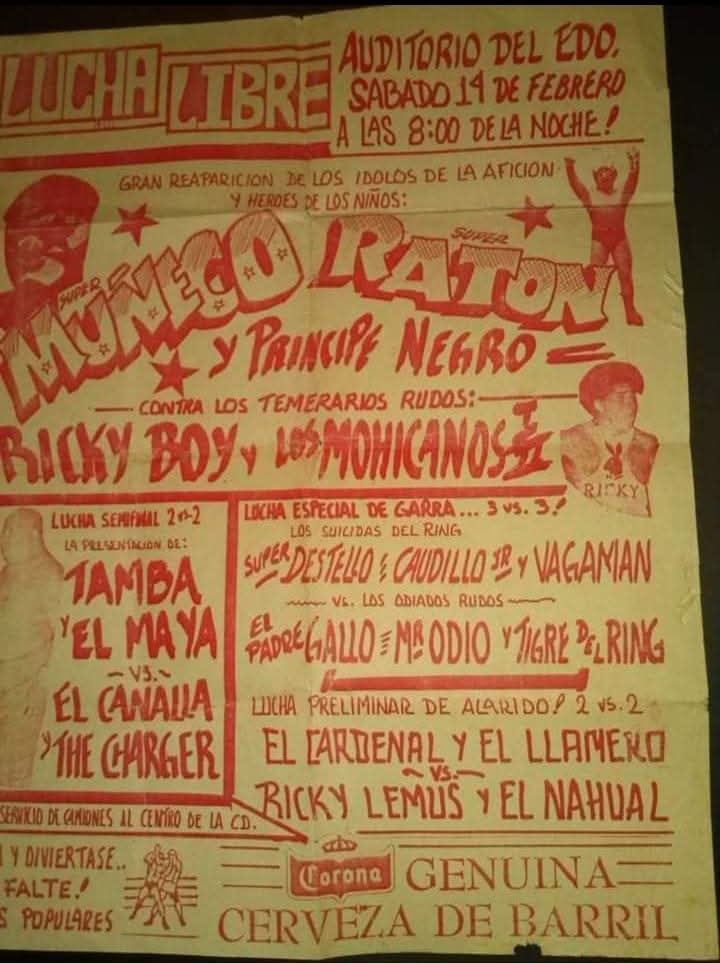 LUCHA LIBRE
AUDITORIO DEL EDO.
SABADO 14 DE FEBRERO
A LAS 8:00 DE LA NOCHE!
GRAN REAPARICION DE LOS IDOLOS DE LA AFICION
Y HEROES DE LOS NIÑOS:
SUPER MUÑECO SUPER RATON
Y PRINCIPE NEGRO
CONTRA LOS TEMERARIOS RUDOS:
RICKY BOY Y LOS MOHICANOS I Y II
RICKY
LUCHA SEMIFINAL 2 vs 2
LA PRESENTACION DE:
TAMBA
Y EL MAYA
VS.
EL CANALLA
Y THE CHARGER
LUCHA ESPECIAL DE GARRA... 3 VS. 3!
LOS SUICIDAS DEL RING
SUPER DESTELLO CAUDILLO JR Y VAGAMAN
VS. LOS ODIADOS RUDOS
EL PADRE GALLO MR ODIO Y TIGRE DEL RING
LUCHA PRELIMINAR DE ALARIDO! 2 VS. 2
EL CARDENAL Y EL LLANERO
VS.
RICKY LEMUS Y EL NAHUAL
SERVICIO DE CAMIONES AL CENTRO DE LA CD.
Y DIVIERTASE..
FALTE!
POPULARES
Corona GENUINA
CERVEZA DE BARRIL